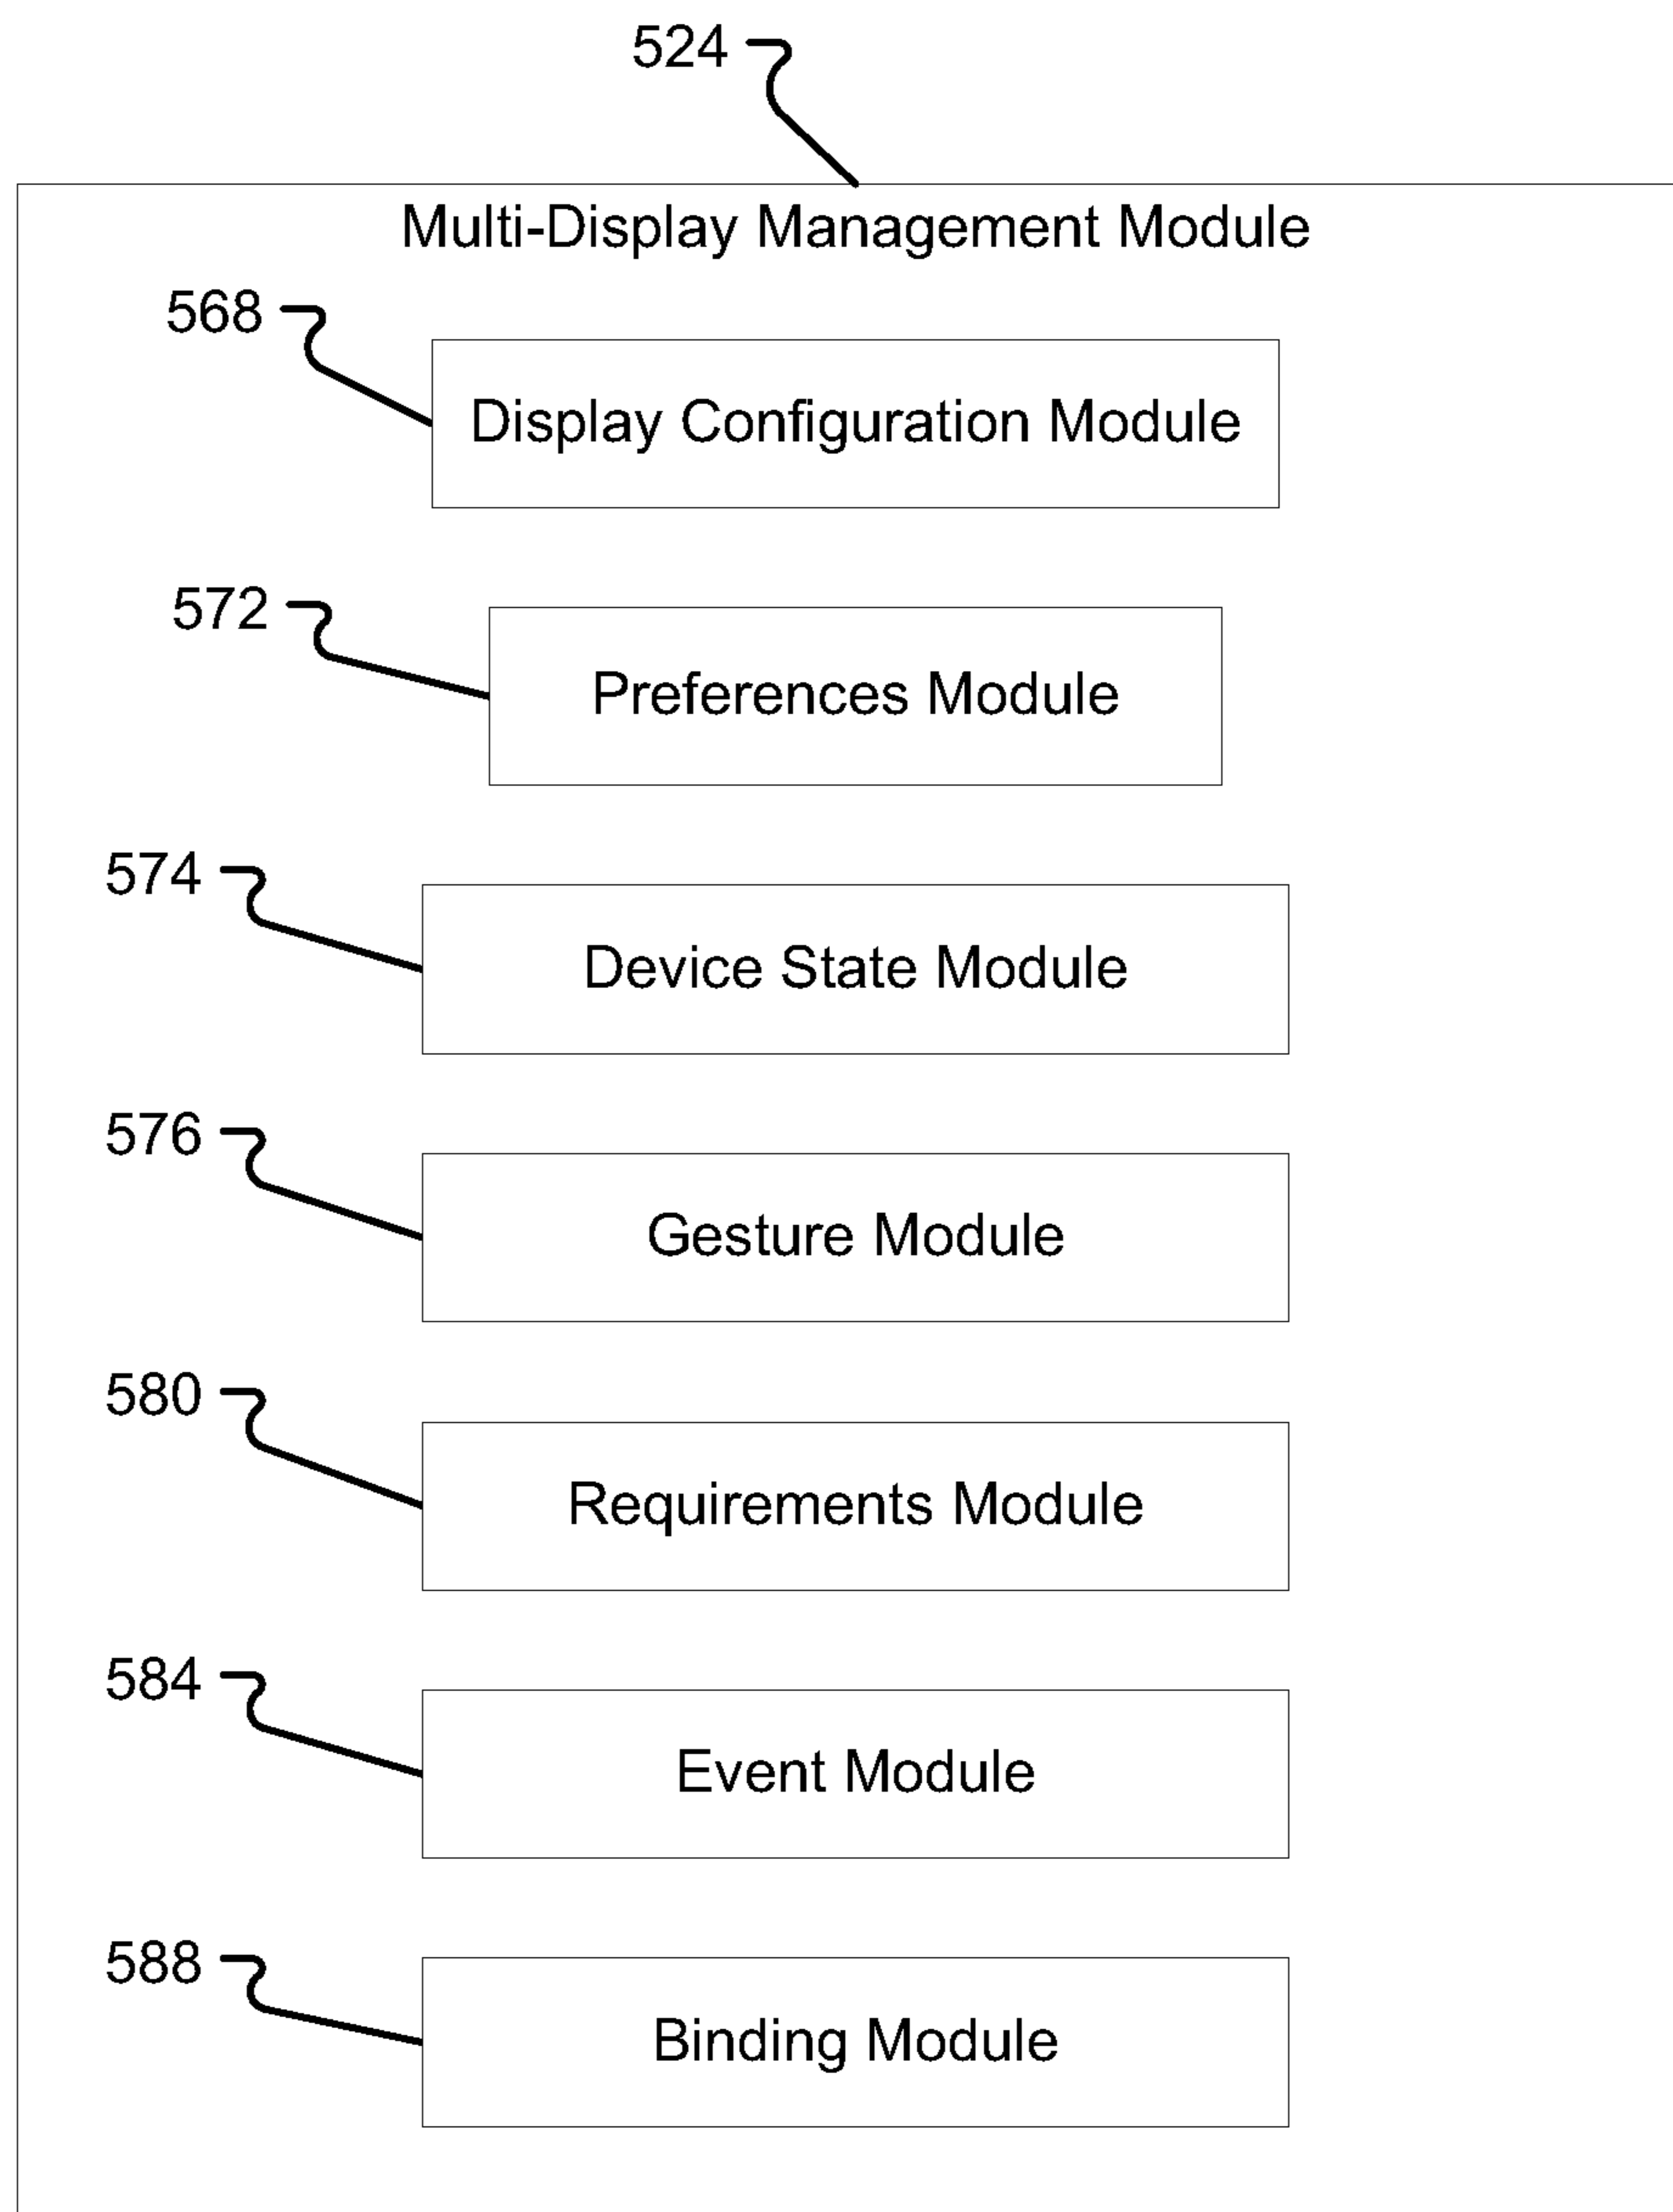 524
Multi-Display Management Module
568
Display Configuration Module
572
Preferences Module
574
Device State Module
576
Gesture Module
580
Requirements Module
584
Event Module
588
Binding Module